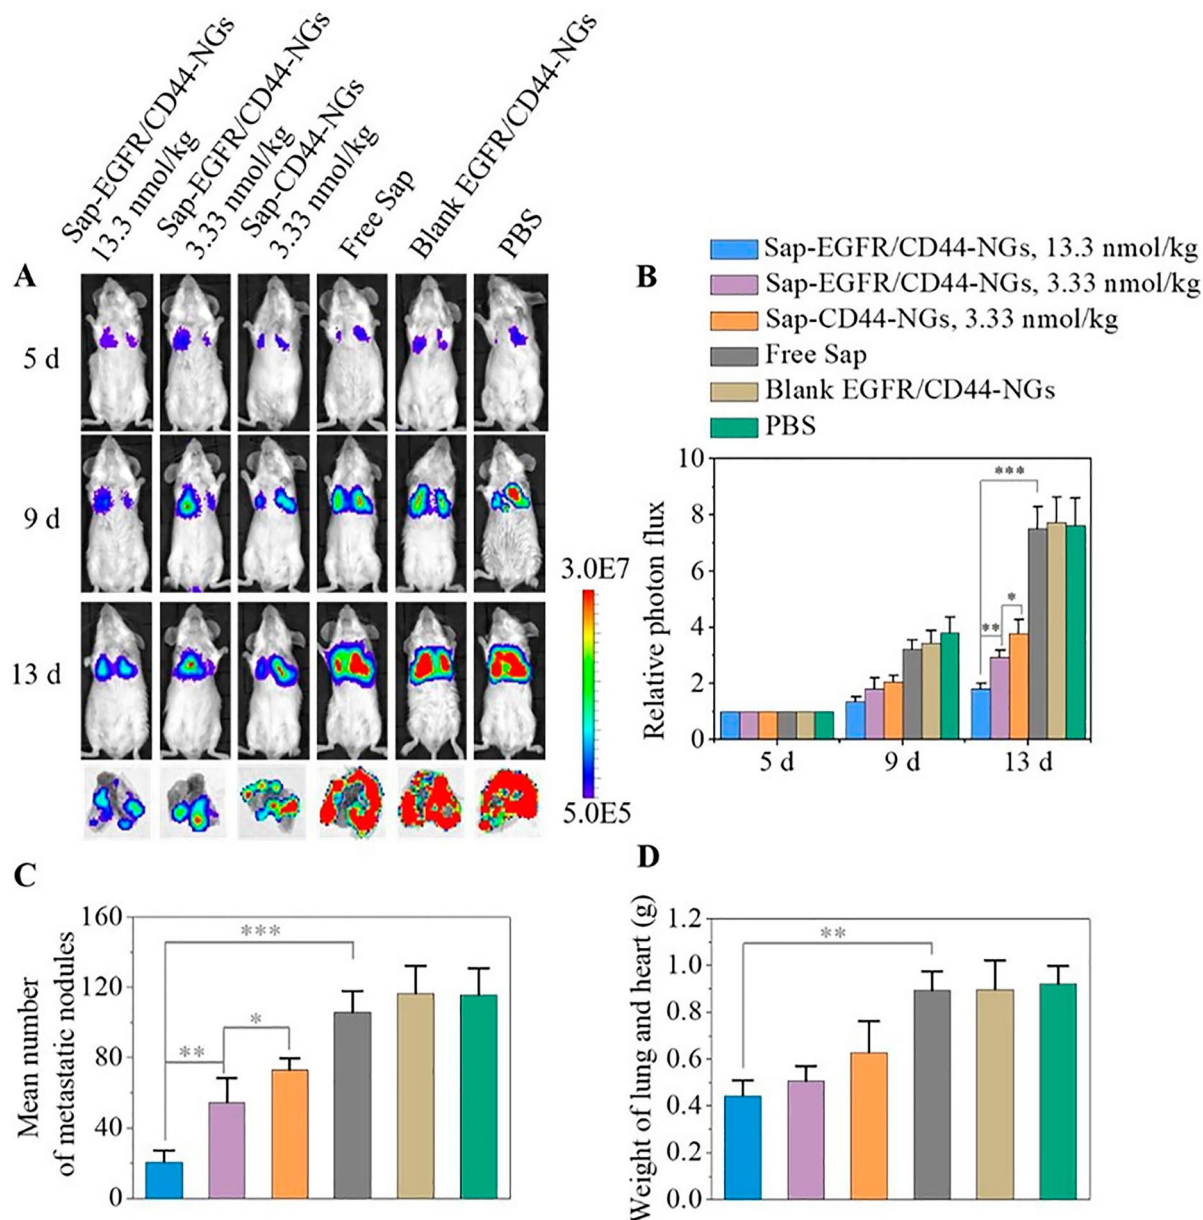 Sap-EGFR/CD44-NGs
13.3 nmol/kg
Sap-EGFR/CD44-NGs
3.33 nmol/kg
Sap-CD44-NGs
3.33 nmol/kg
Free Sap
Blank EGFR/CD44-NGs
PBS
A
5 d
9 d
13 d
3.0E7
5.0E5
B
Sap-EGFR/CD44-NGs, 13.3 nmol/kg
Sap-EGFR/CD44-NGs, 3.33 nmol/kg
Sap-CD44-NGs, 3.33 nmol/kg
Free Sap
Blank EGFR/CD44-NGs
PBS
Relative photon flux
10
8
6
4
2
0
***
**
*
5 d
9 d
13 d
C
Mean number
of metastatic nodules
160
120
80
40
0
***
**
*
D
Weight of lung and heart (g)
1.2
1.0
0.8
0.6
0.4
0.2
0.0
**